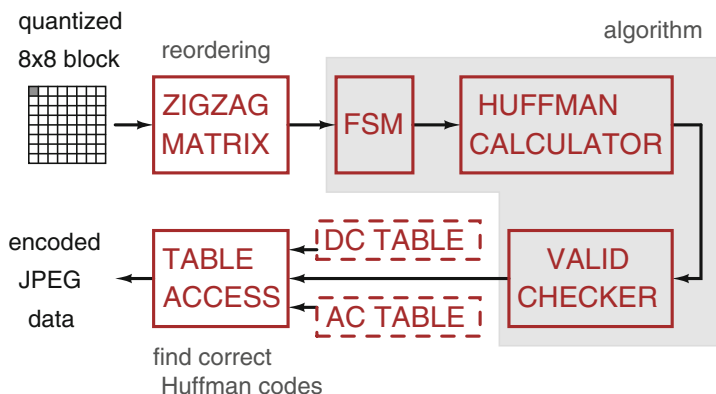 quantized
8x8 block
reordering
algorithm
ZIGZAG
MATRIX
FSM
HUFFMAN
CALCULATOR
encoded
JPEG
data
TABLE
ACCESS
DC TABLE
AC TABLE
VALID
CHECKER
find correct
Huffman codes